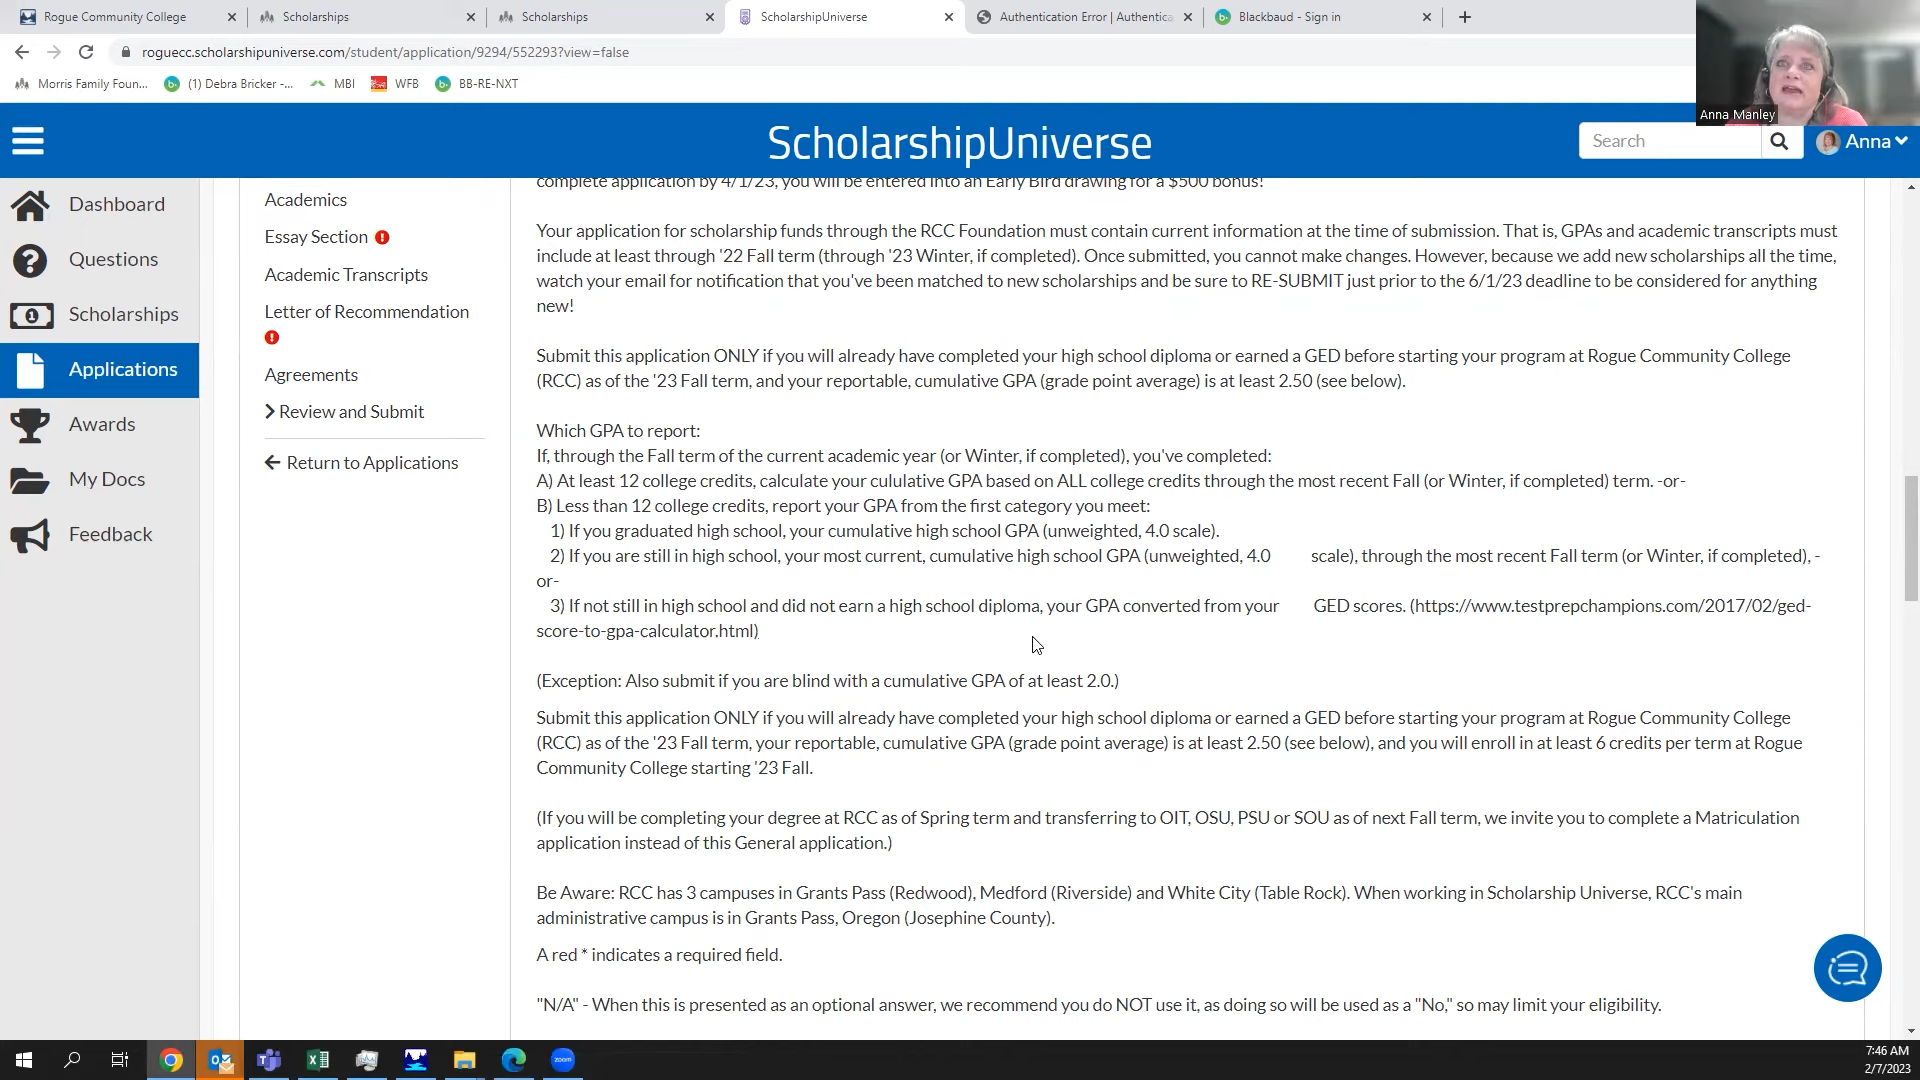 Rogue Community College
Scholarships
Scholarships
ScholarshipUniverse
Authentication Error | Authentica
Blackbaud - Sign in
roguecc.scholarshipuniverse.com/student/application/9294/552293?view=false
Morris Family Foun...
(1) Debra Bricker -...
MBI
WFB
BB-RE-NXT
Anna Manley
ScholarshipUniverse
Search
Anna
Dashboard
Questions
Scholarships
Applications
Awards
My Docs
Feedback
Academics
Essay Section
Academic Transcripts
Letter of Recommendation
Agreements
Review and Submit
Return to Applications
complete application by 4/1/23, you will be entered into an Early Bird drawing for a $500 bonus!
Your application for scholarship funds through the RCC Foundation must contain current information at the time of submission. That is, GPAs and academic transcripts must
include at least through '22 Fall term (through '23 Winter, if completed). Once submitted, you cannot make changes. However, because we add new scholarships all the time,
watch your email for notification that you've been matched to new scholarships and be sure to RE-SUBMIT just prior to the 6/1/23 deadline to be considered for anything
new!
Submit this application ONLY if you will already have completed your high school diploma or earned a GED before starting your program at Rogue Community College
(RCC) as of the '23 Fall term, and your reportable, cumulative GPA (grade point average) is at least 2.50 (see below).
Which GPA to report:
If, through the Fall term of the current academic year (or Winter, if completed), you've completed:
A) At least 12 college credits, calculate your cululative GPA based on ALL college credits through the most recent Fall (or Winter, if completed) term. -or-
B) Less than 12 college credits, report your GPA from the first category you meet:
1) If you graduated high school, your cumulative high school GPA (unweighted, 4.0 scale).
2) If you are still in high school, your most current, cumulative high school GPA (unweighted, 4.0 scale), through the most recent Fall term (or Winter, if completed), -
or-
3) If not still in high school and did not earn a high school diploma, your GPA converted from your GED scores. (https://www.testprepchampions.com/2017/02/ged-
score-to-gpa-calculator.html)
(Exception: Also submit if you are blind with a cumulative GPA of at least 2.0.)
Submit this application ONLY if you will already have completed your high school diploma or earned a GED before starting your program at Rogue Community College
(RCC) as of the '23 Fall term, your reportable, cumulative GPA (grade point average) is at least 2.50 (see below), and you will enroll in at least 6 credits per term at Rogue
Community College starting '23 Fall.
(If you will be completing your degree at RCC as of Spring term and transferring to OIT, OSU, PSU or SOU as of next Fall term, we invite you to complete a Matriculation
application instead of this General application.)
Be Aware: RCC has 3 campuses in Grants Pass (Redwood), Medford (Riverside) and White City (Table Rock). When working in Scholarship Universe, RCC's main
administrative campus is in Grants Pass, Oregon (Josephine County).
A red * indicates a required field.
"N/A" - When this is presented as an optional answer, we recommend you do NOT use it, as doing so will be used as a "No," so may limit your eligibility.
zoom
7:46 AM
2/7/2023